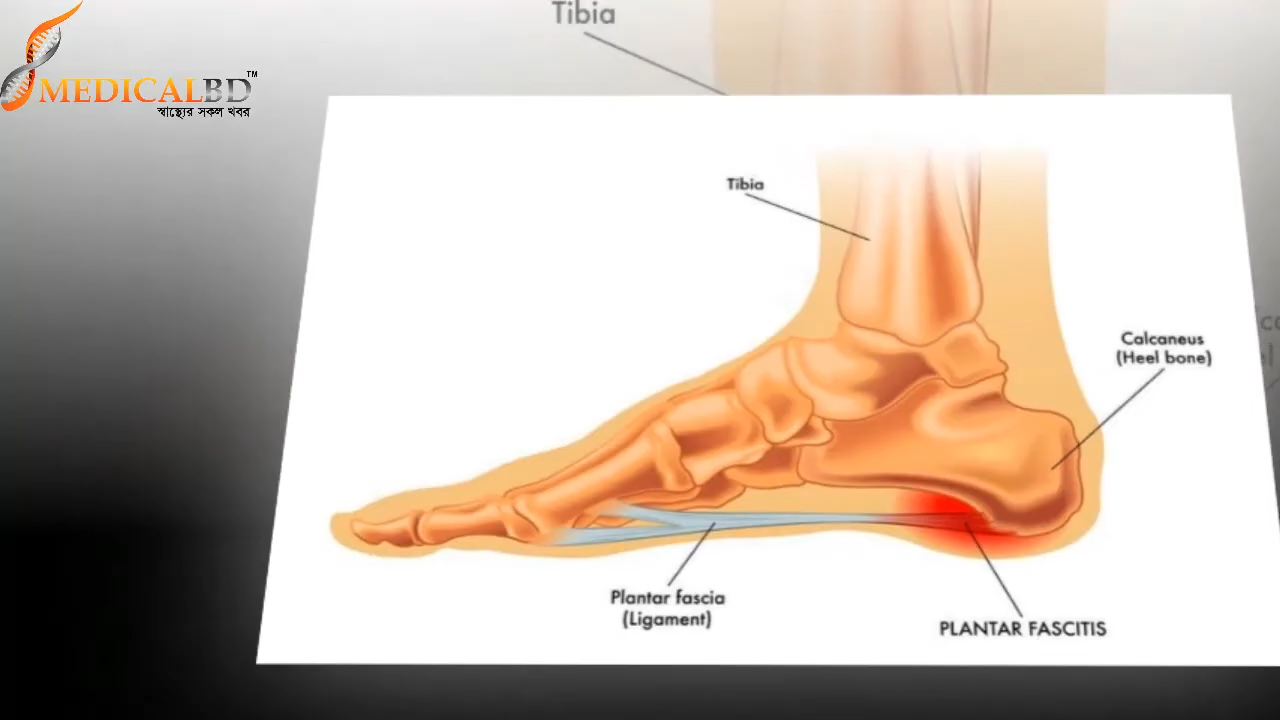 Tibia
MEDICALBD™
স্বাস্থ্যের সকল খবর
Tibia
Calcaneus
(Heel bone)
Plantar fascia
(Ligament)
PLANTAR FASCITIS